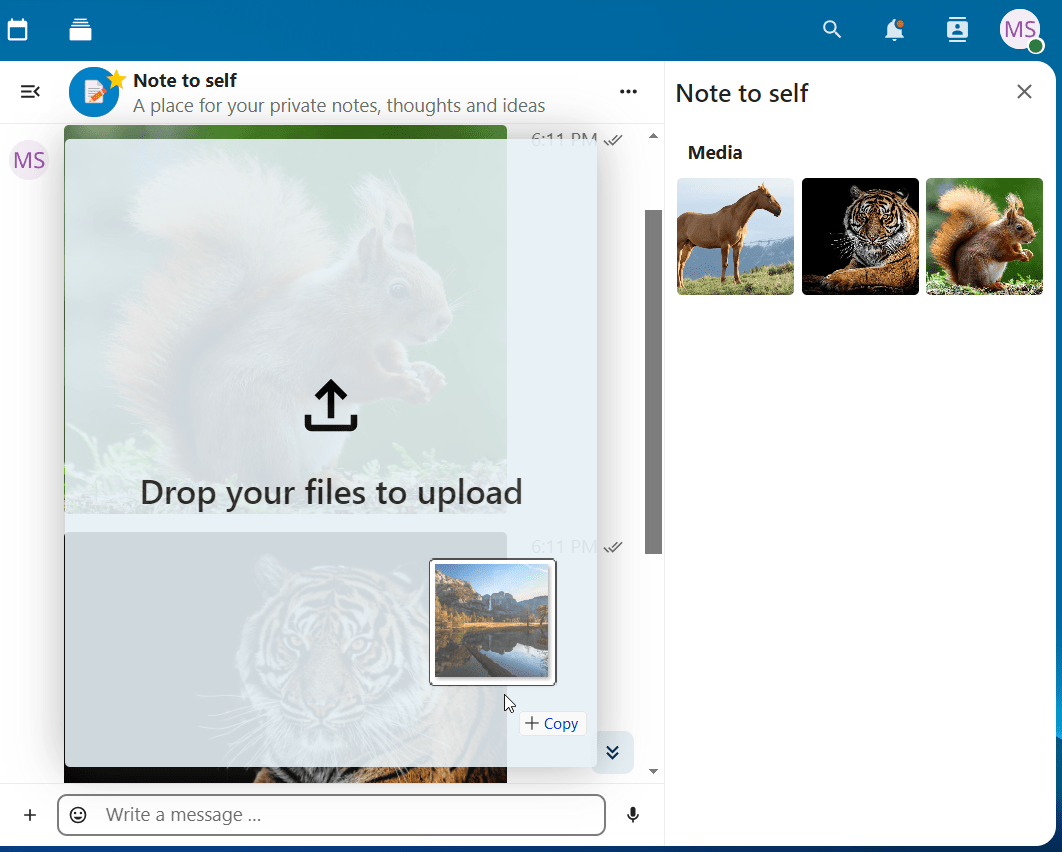 MS
Note to self
A place for your private notes, thoughts and ideas
Note to self
Media
MS
6:11 PM
Drop your files to upload
6:11 PM
Copy
Write a message ...